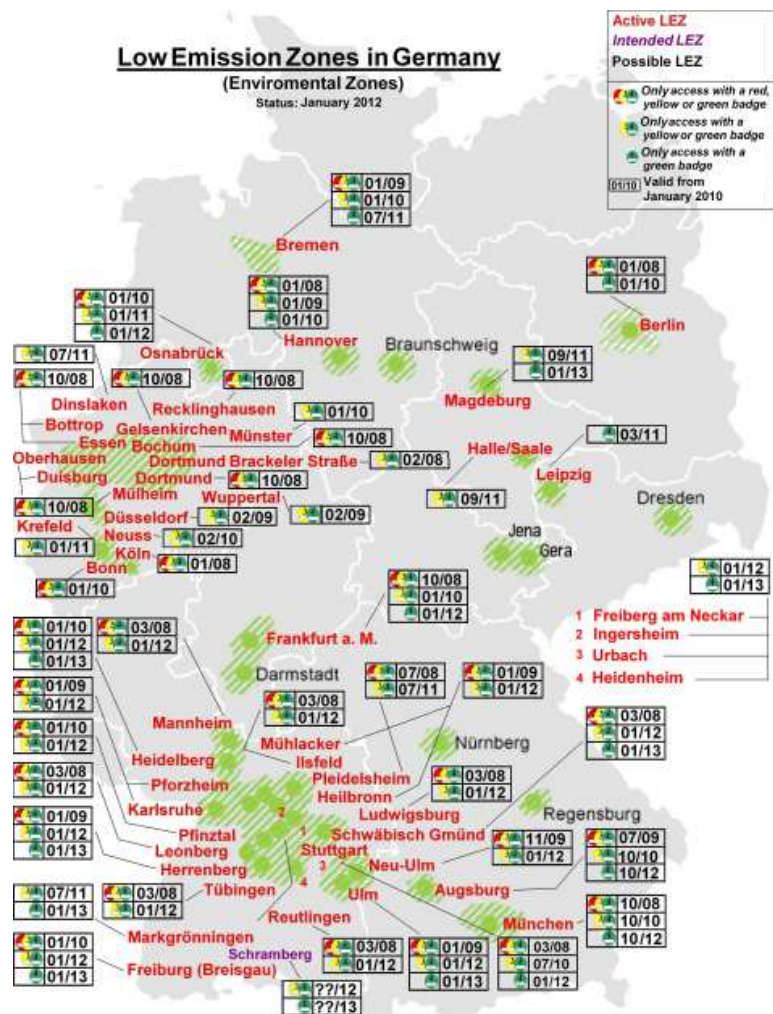 Low Emission Zones in Germany
(Enviromental Zones)
Status: January 2012
Active LEZ
Intended LEZ
Possible LEZ
Only access with a red,
yellow or green badge
Only access with a
yellow or green badge
Only access with a
green badge
01/10 Valid from
January 2010
01/09
01/10
07/11
Bremen
01/08
01/09
01/10
Hannover
01/08
01/10
Berlin
01/10
01/11
01/12
Osnabrück
Braunschweig
09/11
01/13
Magdeburg
07/11
10/08
10/08
10/08
Dinslaken
Recklinghausen
Bottrop
Gelsenkirchen
Münster
01/10
Essen
Bochum
10/08
Oberhausen
Dortmund Brackeler Straße
02/08
Halle/Saale
03/11
Duisburg
Dortmund
10/08
Leipzig
Mülheim
Wuppertal
09/11
Dresden
10/08
Düsseldorf
02/09
02/09
Krefeld
Neuss
02/10
Jena
Gera
01/11
Köln
01/08
Bonn
01/10
10/08
01/10
01/12
Frankfurt a. M.
01/12
01/13
1 Freiberg am Neckar
2 Ingersheim
3 Urbach
4 Heidenheim
01/10
01/12
01/13
03/08
01/12
Darmstadt
01/09
01/12
03/08
01/12
07/08
07/11
01/09
01/12
Mannheim
Mühlacker
Ilsfeld
Nürnberg
03/08
01/12
01/13
01/10
01/12
Heidelberg
Pleidelsheim
Pforzheim
Heilbronn
03/08
01/12
03/08
01/12
Karlsruhe
Ludwigsburg
Regensburg
2
Pfinztal
1
Schwäbisch Gmünd
01/09
01/12
01/13
Leonberg
Stuttgart
11/09
01/12
07/09
10/10
10/12
Herrenberg
3
Neu-Ulm
4
Tübingen
03/08
01/12
Ulm
Augsburg
07/11
01/13
Reutlingen
München
10/08
10/10
10/12
Markgrönningen
Schramberg
03/08
01/12
01/09
01/12
01/13
03/08
07/10
01/12
01/10
01/12
01/13
Freiburg (Breisgau)
??/12
??/13